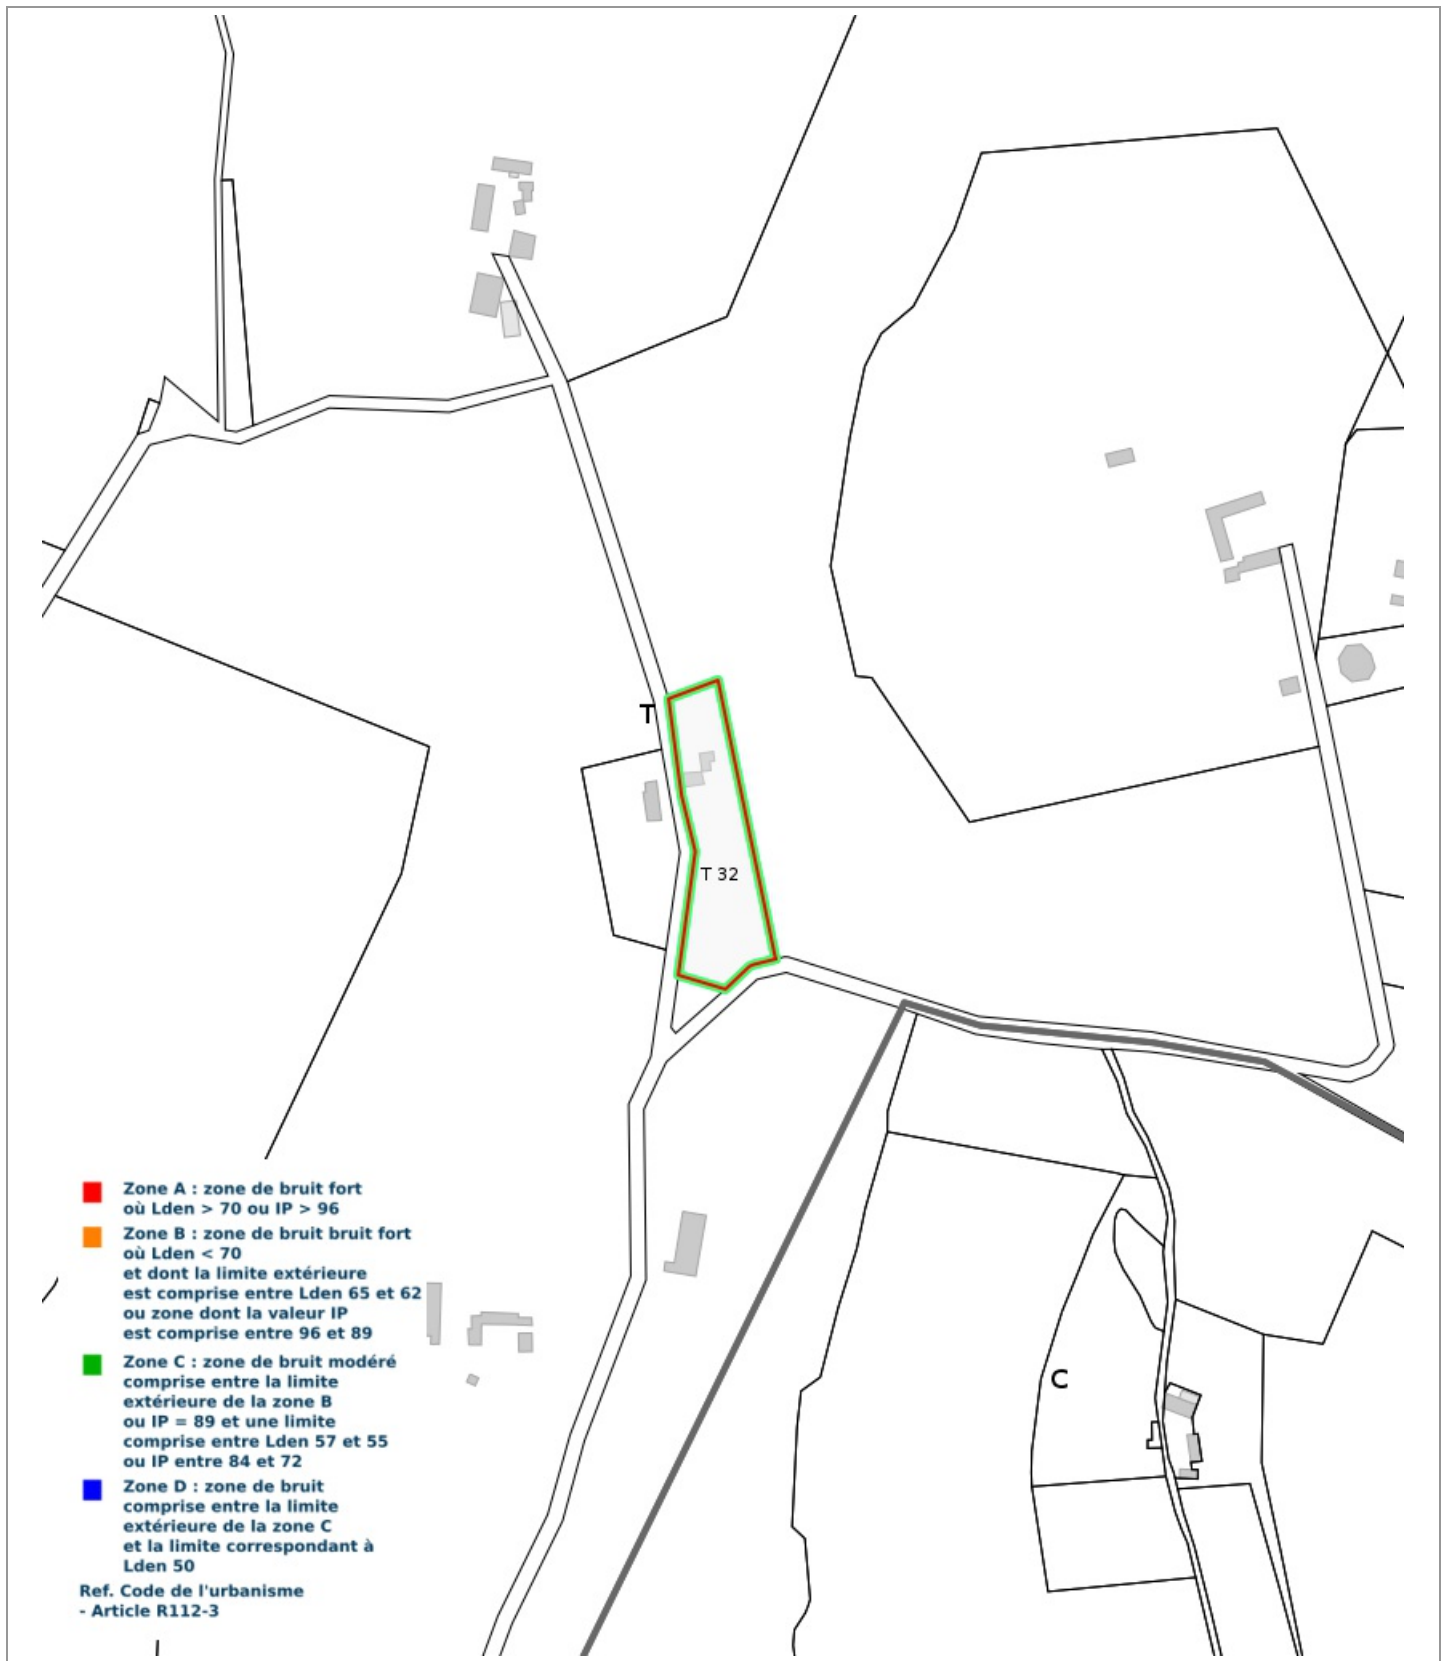 T
T 32
C
Zone A : zone de bruit fort
où Lden > 70 ou IP > 96
Zone B : zone de bruit bruit fort
où Lden < 70
et dont la limite extérieure
est comprise entre Lden 65 et 62
ou zone dont la valeur IP
est comprise entre 96 et 89
Zone C : zone de bruit modéré
comprise entre la limite
extérieure de la zone B
ou IP = 89 et une limite
comprise entre Lden 57 et 55
ou IP entre 84 et 72
Zone D : zone de bruit
comprise entre la limite
extérieure de la zone C
et la limite correspondant à
Lden 50
Ref. Code de l'urbanisme
- Article R112-3